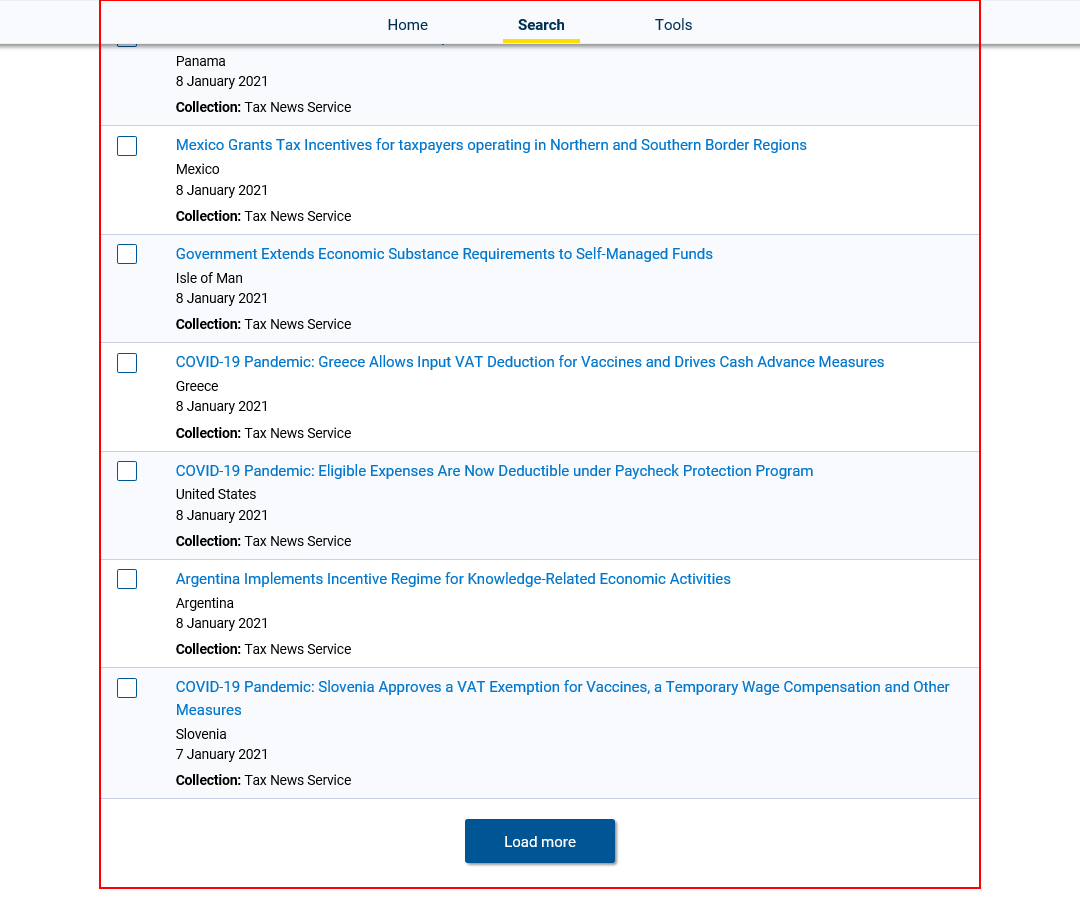 Home Search Tools
Panama
8 January 2021
Collection: Tax News Service
Mexico Grants Tax Incentives for taxpayers operating in Northern and Southern Border Regions
Mexico
8 January 2021
Collection: Tax News Service
Government Extends Economic Substance Requirements to Self-Managed Funds
Isle of Man
8 January 2021
Collection: Tax News Service
COVID-19 Pandemic: Greece Allows Input VAT Deduction for Vaccines and Drives Cash Advance Measures
Greece
8 January 2021
Collection: Tax News Service
COVID-19 Pandemic: Eligible Expenses Are Now Deductible under Paycheck Protection Program
United States
8 January 2021
Collection: Tax News Service
Argentina Implements Incentive Regime for Knowledge-Related Economic Activities
Argentina
8 January 2021
Collection: Tax News Service
COVID-19 Pandemic: Slovenia Approves a VAT Exemption for Vaccines, a Temporary Wage Compensation and Other
Measures
Slovenia
7 January 2021
Collection: Tax News Service
Load more